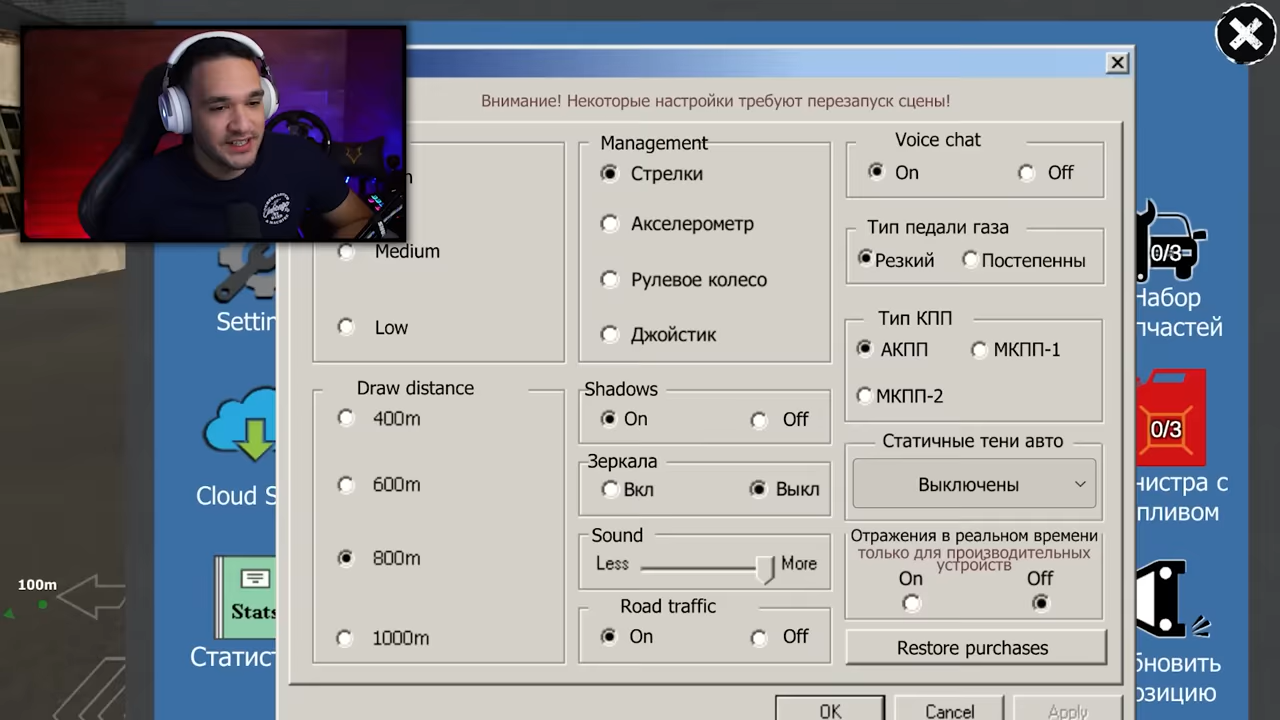 Внимание! Некоторые настройки требуют перезапуск сцены!
Medium
Low
Draw distance
400m
600m
800m
1000m
Management
Стрелки
Акселерометр
Рулевое колесо
Джойстик
Shadows
On Off
Зеркала
Вкл Выкл
Sound
Less More
Road traffic
On Off
Voice chat
On Off
Тип педали газа
Резкий Постепенны
Тип КПП
АКПП МКПП-1
МКПП-2
Статичные тени авто
Выключены
Отражения в реальном времени
только для производительных
устройств
On Off
Restore purchases
OK Cancel Apply
Settin
Cloud S
Stats
Статист
100m
0/3
Набор
пчастей
0/3
нистра с
пливом
бновить
озицию